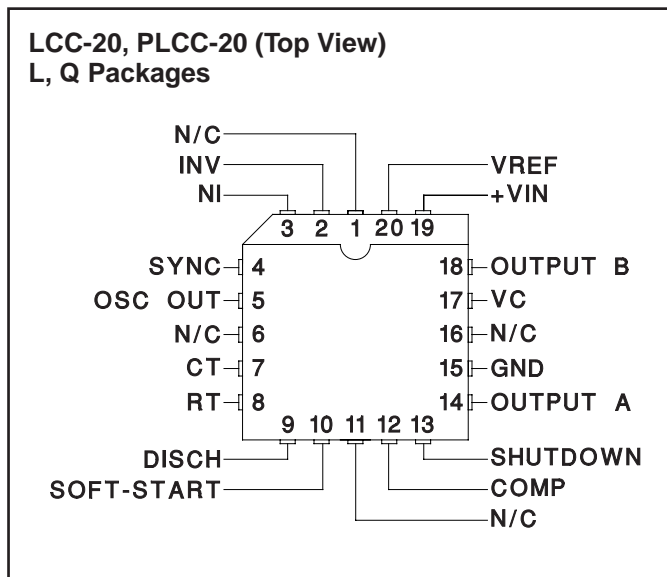 LCC-20, PLCC-20 (Top View)
L, Q Packages
N/C
INV
NI
VREF
+VIN
3 2 1 20 19
SYNC 4
OSC OUT 5
N/C 6
CT 7
RT 8
18 OUTPUT B
17 VC
16 N/C
15 GND
14 OUTPUT A
9 10 11 12 13
DISCH
SOFT-START
SHUTDOWN
COMP
N/C